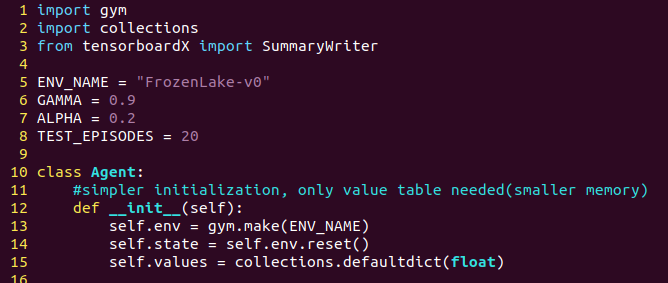 1 import gym
2 import collections
3 from tensorboardX import SummaryWriter
4
5 ENV_NAME = "FrozenLake-v0"
6 GAMMA = 0.9
7 ALPHA = 0.2
8 TEST_EPISODES = 20
9
10 class Agent:
11     #simpler initialization, only value table needed(smaller memory)
12     def __init__(self):
13         self.env = gym.make(ENV_NAME)
14         self.state = self.env.reset()
15         self.values = collections.defaultdict(float)
16